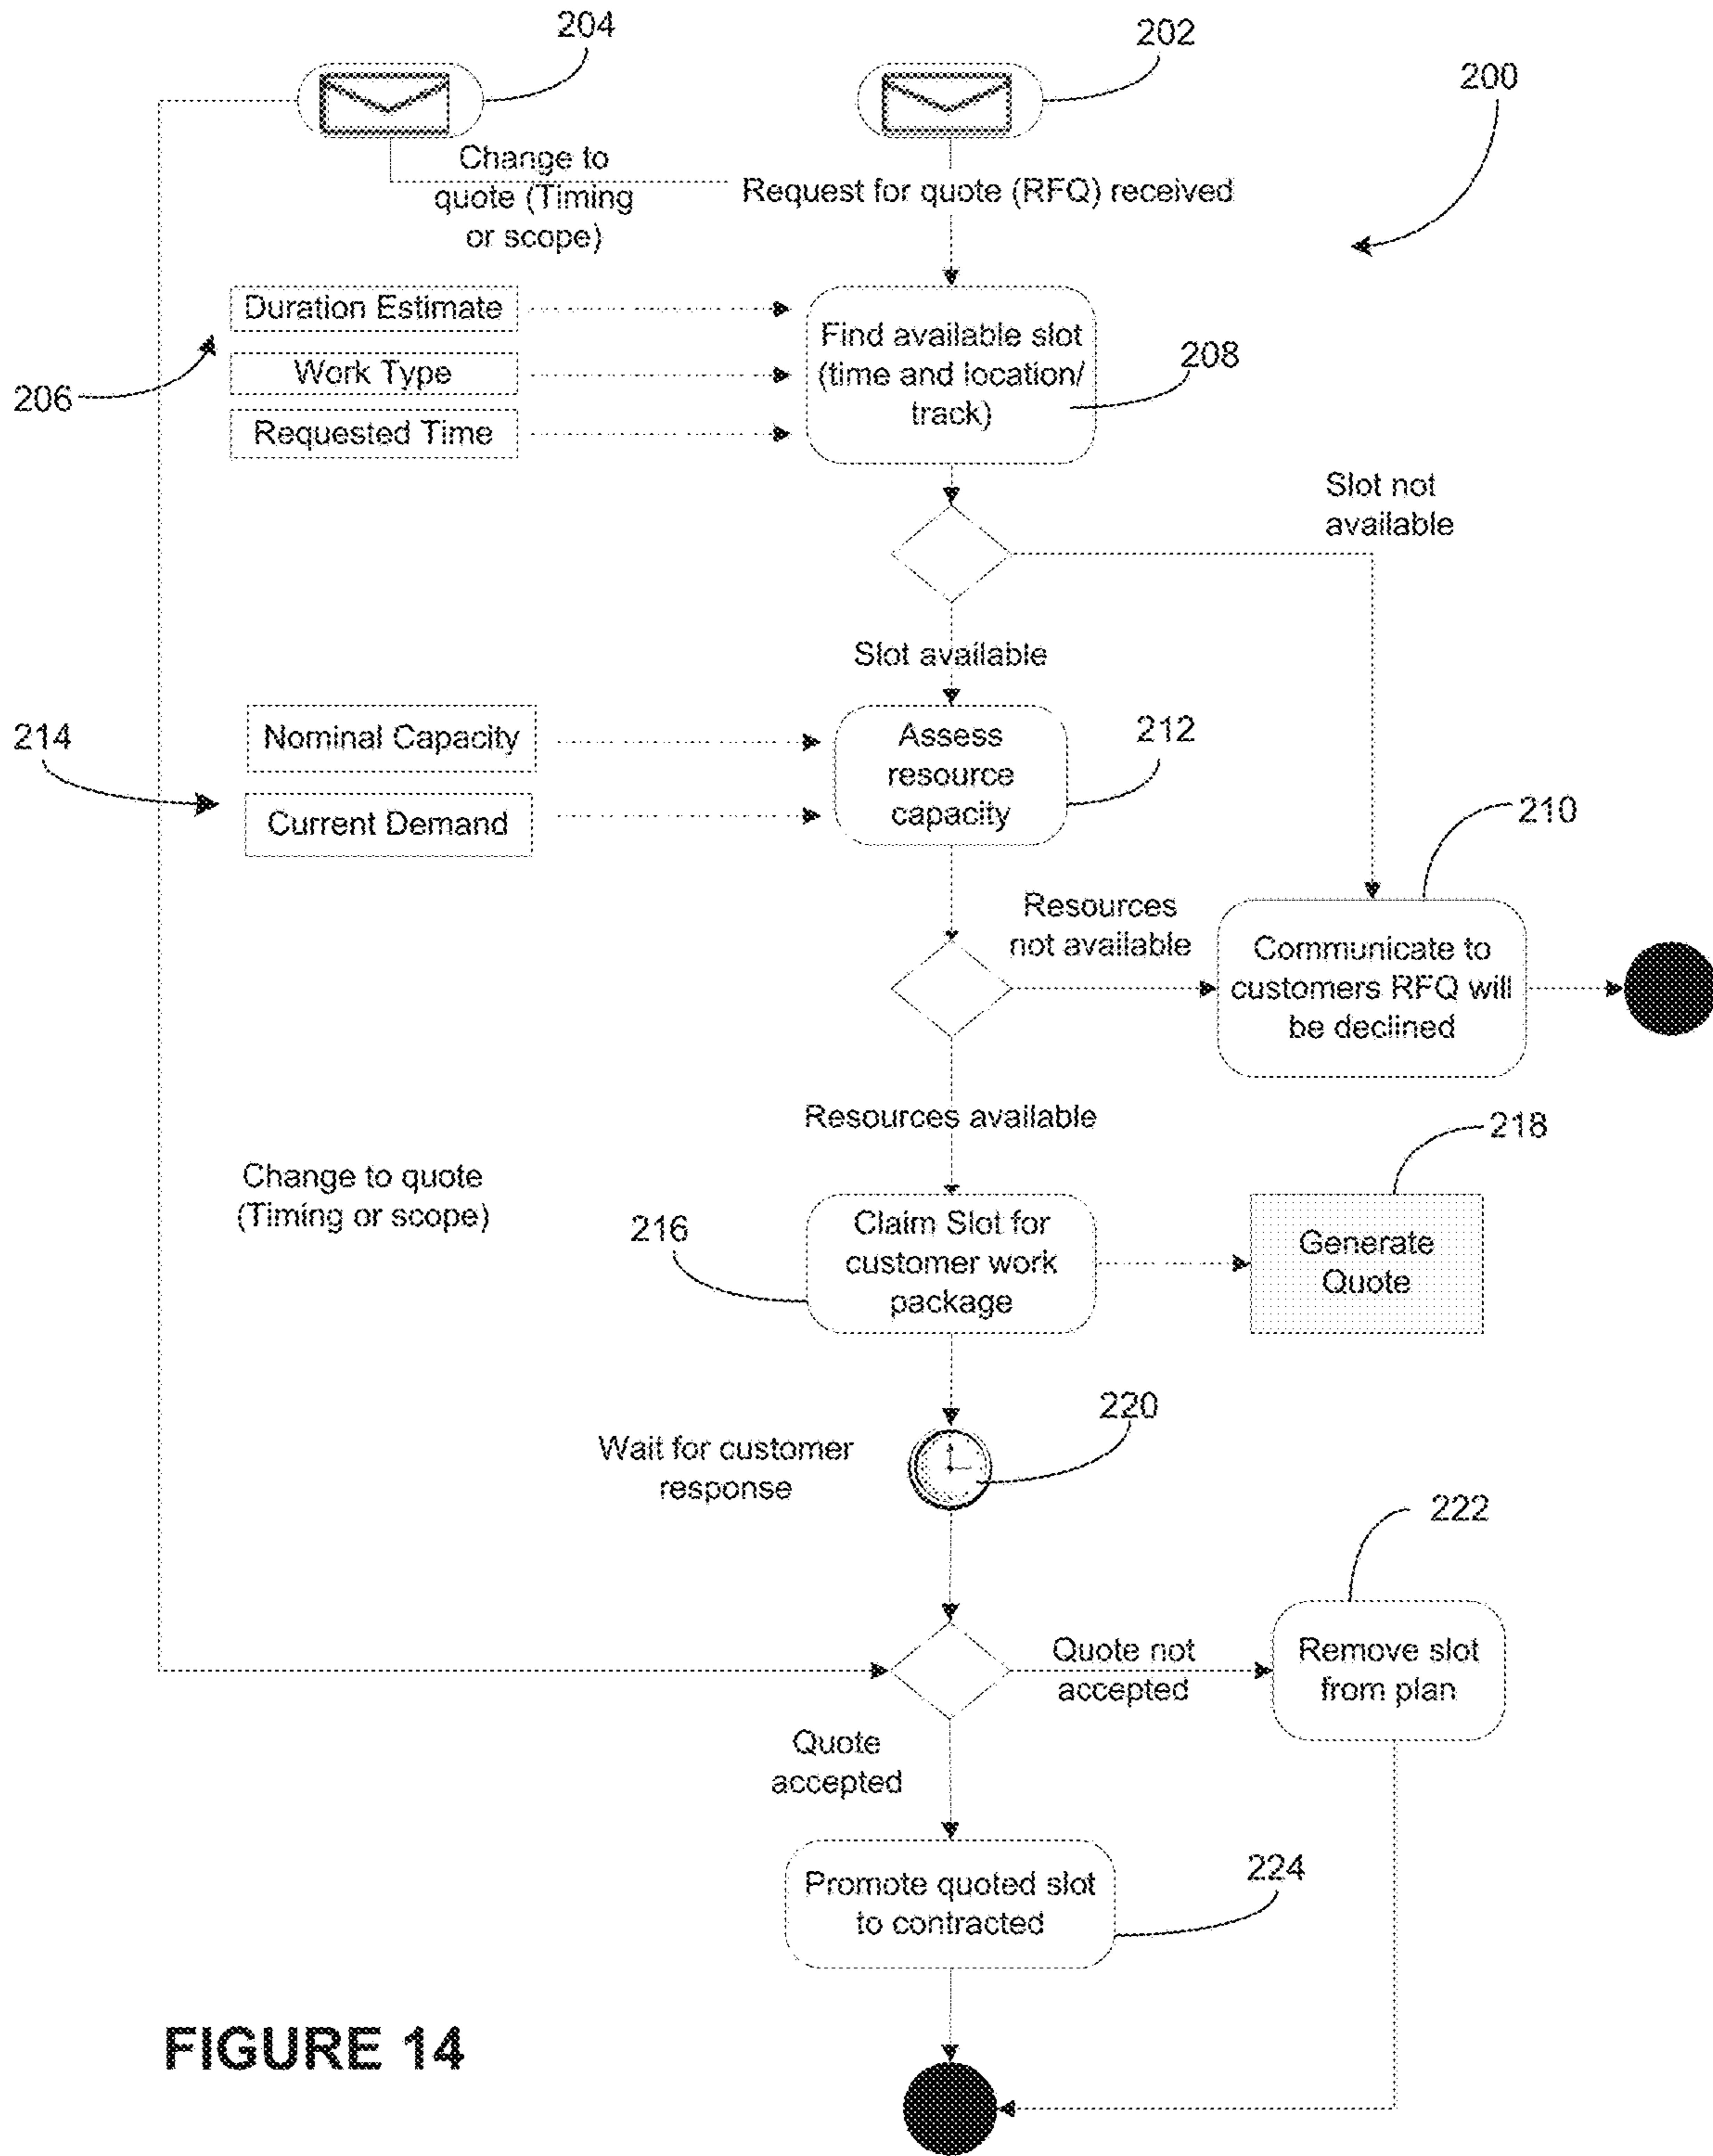 204
202
200
Change to
quote (Timing
or scope)
Request for quote (RFQ) received
Duration Estimate
Work Type
Requested Time
206
Find available slot
(time and location/
track)
208
Slot not
available
Slot available
214
Nominal Capacity
Current Demand
Assess
resource
capacity
212
210
Resources
not available
Communicate to
customers RFQ will
be declined
Resources available
218
Change to quote
(Timing or scope)
216
Claim Slot for
customer work
package
Generate
Quote
220
Wait for customer
response
222
Quote not
accepted
Remove slot
from plan
Quote
accepted
Promote quoted slot
to contracted
224
FIGURE 14